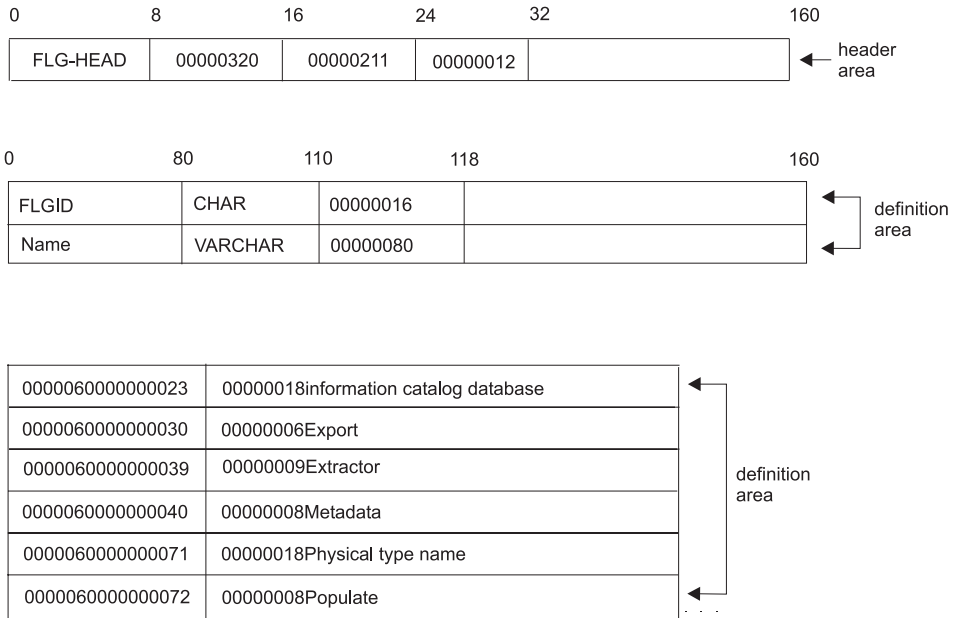 0 8 16 24 32 160
FLG-HEAD 00000320 00000211 00000012
header
area
0 80 110 118 160
FLGID CHAR 00000016
Name VARCHAR 00000080
definition
area
0000060000000023 00000018information catalog database
0000060000000030 00000006Export
0000060000000039 00000009Extractor
0000060000000040 00000008Metadata
0000060000000071 00000018Physical type name
0000060000000072 00000008Populate
definition
area
. . .